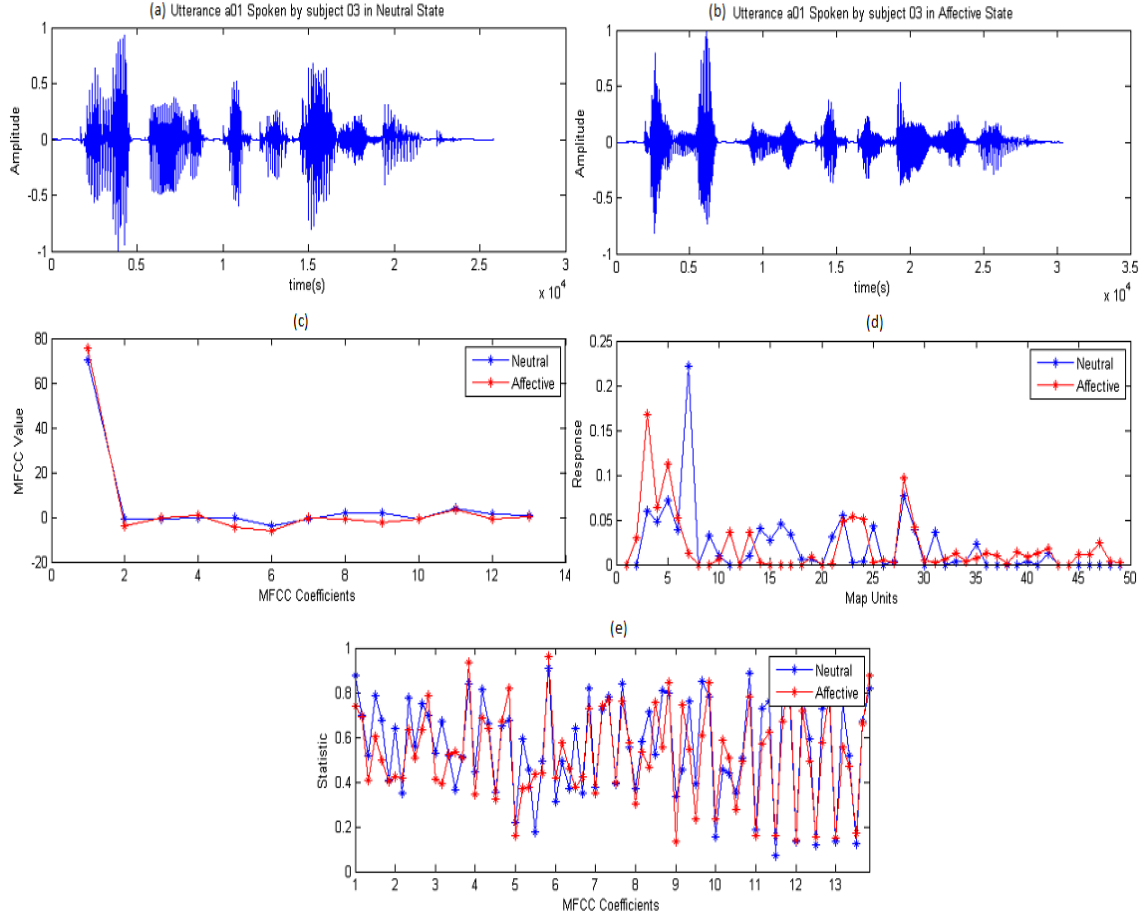 (a) Utterance a01 Spoken by subject 03 in Neutral State
1
0.5
0
-0.5
-1
Amplitude
0 0.5 1 1.5 2 2.5 3
time(s)
x 10^4
(b) Utterance a01 Spoken by subject 03 in Affective State
1
0.5
0
-0.5
-1
Amplitude
0 0.5 1 1.5 2 2.5 3 3.5
time(s)
x 10^4
(c)
80
60
40
20
0
-20
MFCC Value
0 2 4 6 8 10 12 14
MFCC Coefficients
Neutral
Affective
(d)
0.25
0.2
0.15
0.1
0.05
0
Response
0 5 10 15 20 25 30 35 40 45 50
Map Units
Neutral
Affective
(e)
1
0.8
0.6
0.4
0.2
0
Statistic
1 2 3 4 5 6 7 8 9 10 11 12 13
MFCC Coefficients
Neutral
Affective